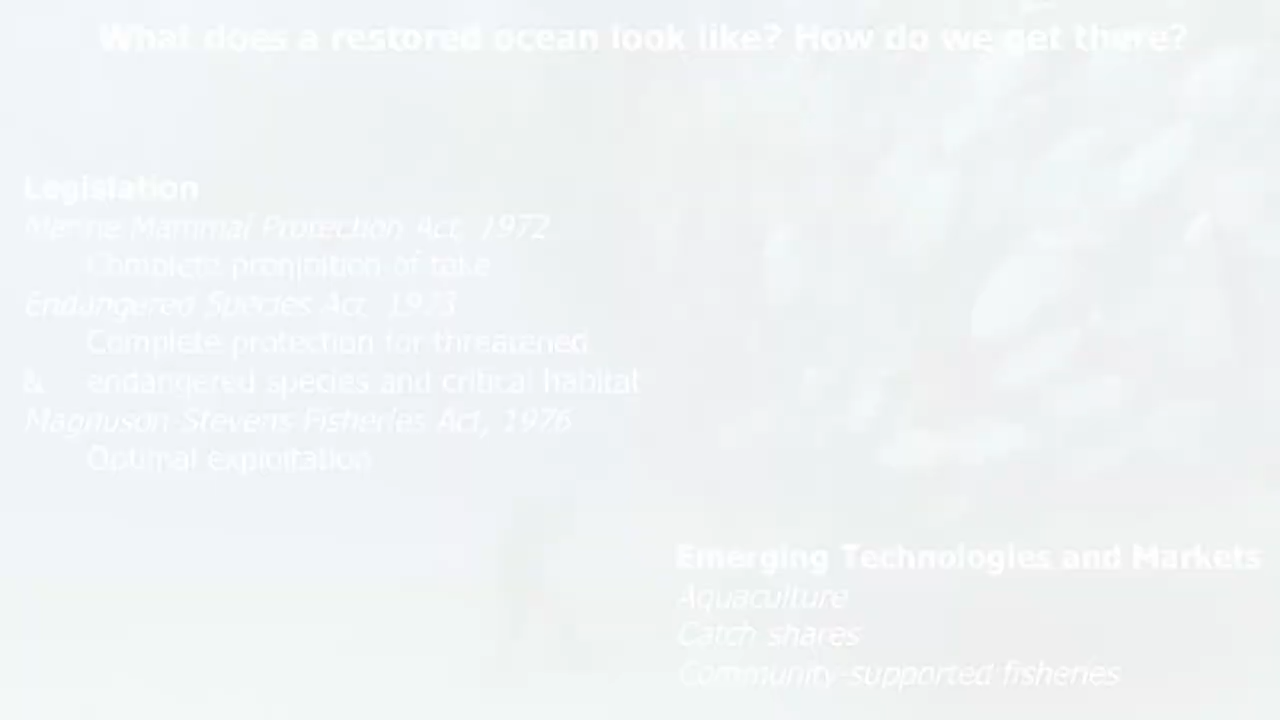 What does a restored ocean look like? How do we get there?
Legislation
Marine Mammal Protection Act, 1972
Complete prohibition of take
Endangered Species Act, 1973
Complete protection for threatened
& endangered species and critical habitat
Magnuson-Stevens Fisheries Act, 1976
Optimal exploitation
Emerging Technologies and Markets
Aquaculture
Catch shares
Community-supported fisheries